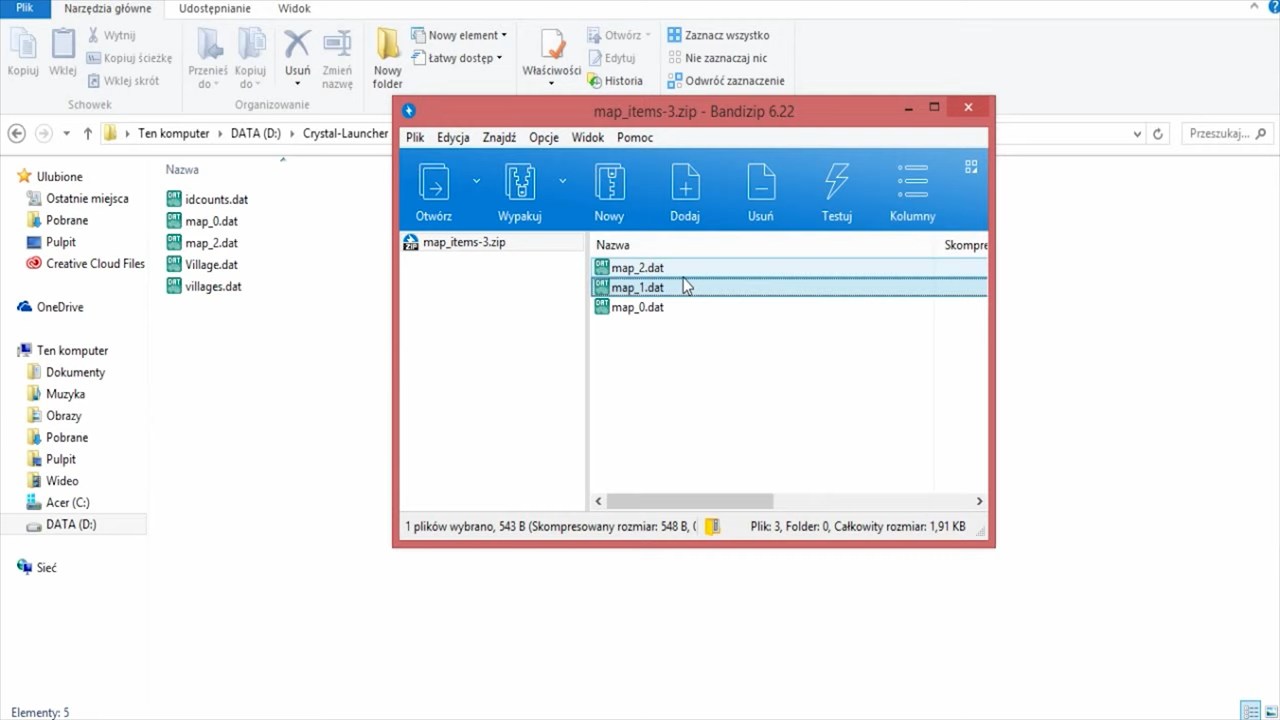 Plik Narzędzia główne Udostępnianie Widok
Kopiuj
Wklej
Wytnij
Kopiuj ścieżkę
Wklej skrót
Schowek
Przenieś do
Kopiuj do
Usuń
Zmień nazwę
Organizowanie
Nowy folder
Nowy element
Łatwy dostęp
Właściwości
Otwórz
Edytuj
Historia
Zaznacz wszystko
Nie zaznaczaj nic
Odwróć zaznaczenie
Ten komputer DATA (D:) Crystal-Launcher
Przeszukaj...
Ulubione
Ostatnie miejsca
Pobrane
Pulpit
Creative Cloud Files
OneDrive
Ten komputer
Dokumenty
Muzyka
Obrazy
Pobrane
Pulpit
Wideo
Acer (C:)
DATA (D:)
Sieć
Nazwa
idcounts.dat
map_0.dat
map_2.dat
Village.dat
villages.dat
map_items-3.zip - Bandizip 6.22
Plik Edycja Znajdź Opcje Widok Pomoc
Otwórz Wypakuj Nowy Dodaj Usuń Testuj Kolumny
map_items-3.zip
Nazwa Skompre
map_2.dat
map_1.dat
map_0.dat
1 plików wybrano, 543 B (Skompresowany rozmiar: 548 B, (
Plik: 3, Folder: 0, Całkowity rozmiar: 1,91 KB
Elementy: 5